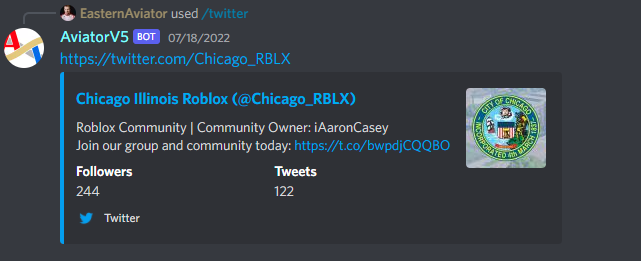 EasternAviator used /twitter
AviatorV5 BOT 07/18/2022
https://twitter.com/Chicago_RBLX
Chicago Illinois Roblox (@Chicago_RBLX)
Roblox Community | Community Owner: iAaronCasey
Join our group and community today: https://t.co/bwpdjCQQBO
Followers Tweets
244 122
Twitter
CITY OF CHICAGO
INCORPORATED 4th MARCH 1837